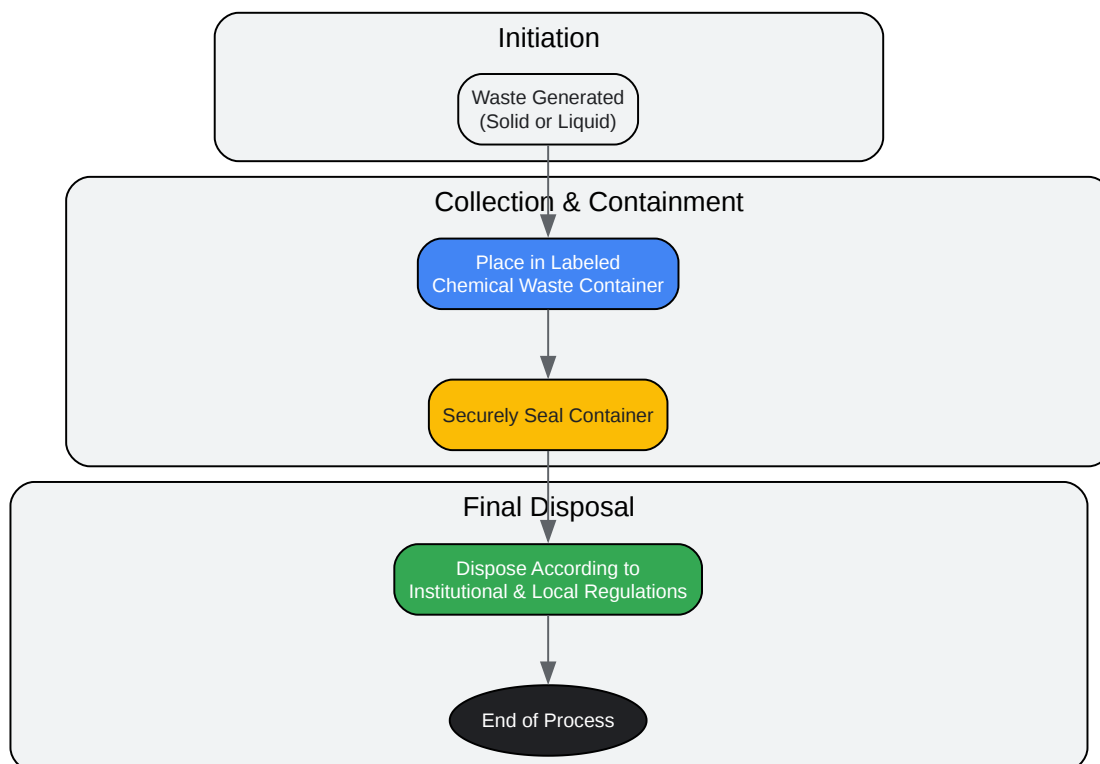 Initiation
Waste Generated
(Solid or Liquid)
Collection & Containment
Place in Labeled
Chemical Waste Container
Securely Seal Container
Final Disposal
Dispose According to
Institutional & Local Regulations
End of Process